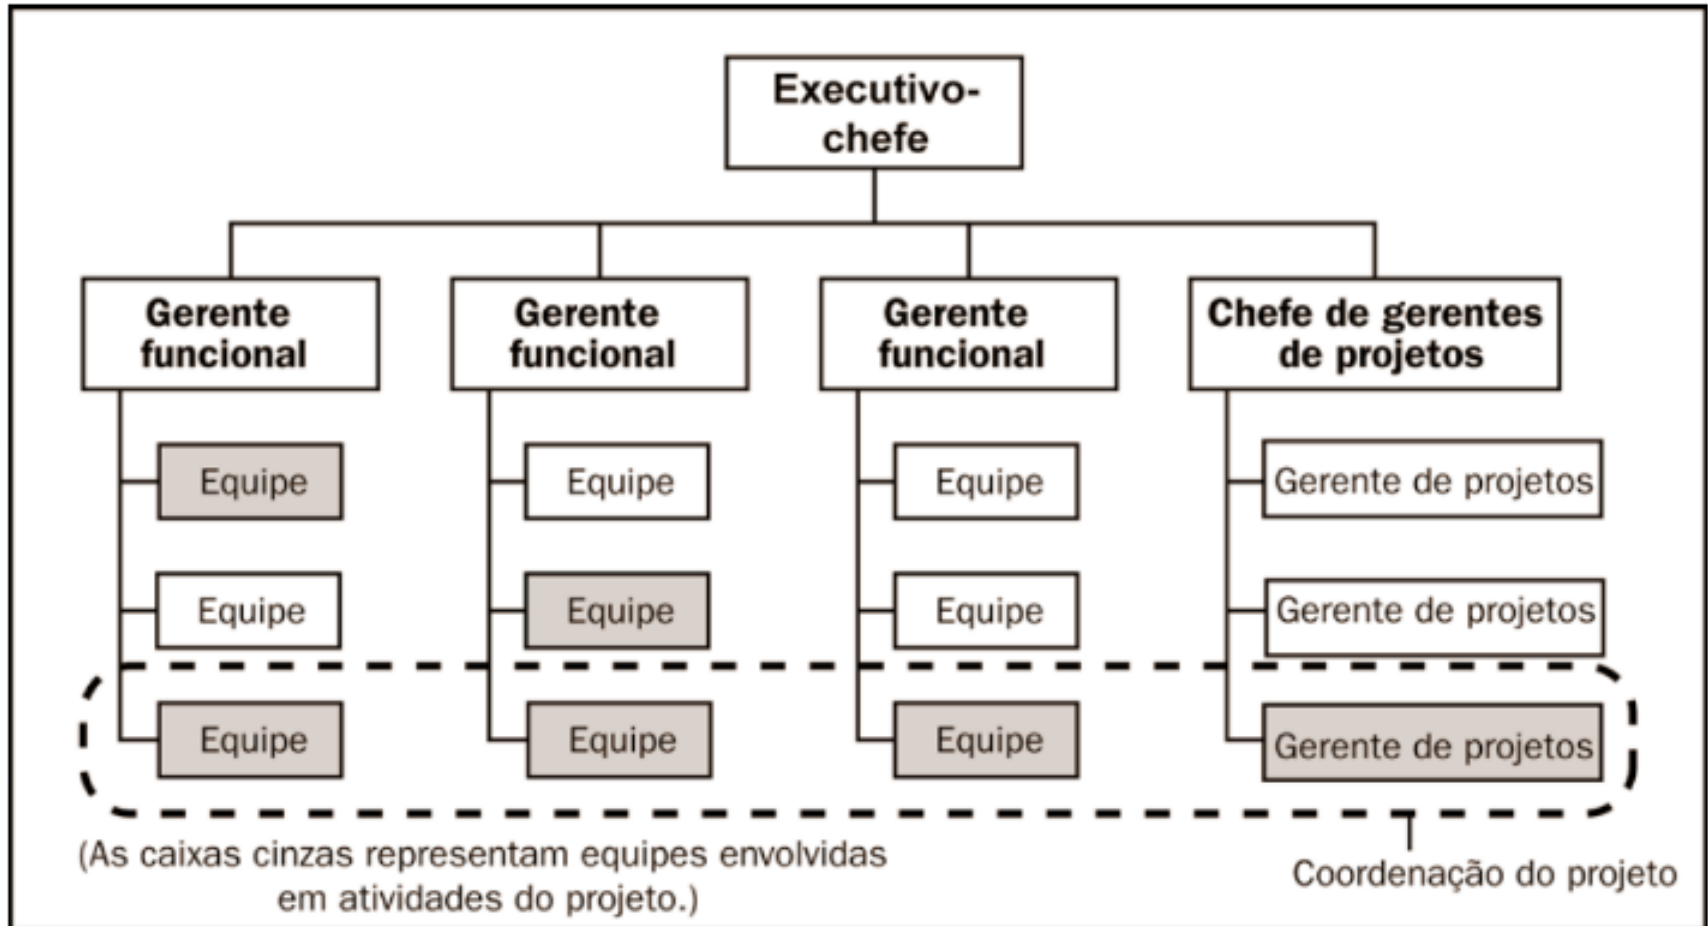 Executivo-
chefe
Gerente
funcional
Gerente
funcional
Gerente
funcional
Chefe de gerentes
de projetos
Equipe
Equipe
Equipe
Gerente de projetos
Equipe
Equipe
Equipe
Gerente de projetos
Equipe
Equipe
Equipe
Gerente de projetos
(As caixas cinzas representam equipes envolvidas
em atividades do projeto.)
Coordenação do projeto